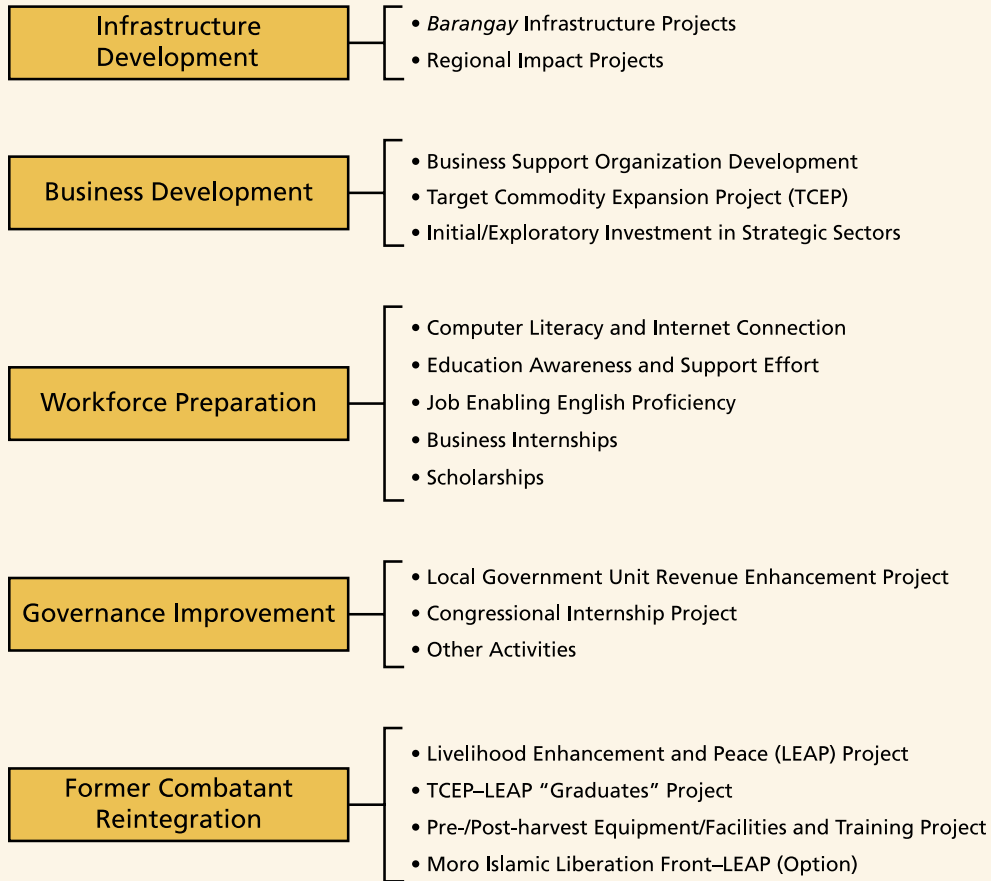 Infrastructure
Development
• Barangay Infrastructure Projects
• Regional Impact Projects
Business Development
• Business Support Organization Development
• Target Commodity Expansion Project (TCEP)
• Initial/Exploratory Investment in Strategic Sectors
Workforce Preparation
• Computer Literacy and Internet Connection
• Education Awareness and Support Effort
• Job Enabling English Proficiency
• Business Internships
• Scholarships
Governance Improvement
• Local Government Unit Revenue Enhancement Project
• Congressional Internship Project
• Other Activities
Former Combatant
Reintegration
• Livelihood Enhancement and Peace (LEAP) Project
• TCEP–LEAP “Graduates” Project
• Pre-/Post-harvest Equipment/Facilities and Training Project
• Moro Islamic Liberation Front–LEAP (Option)